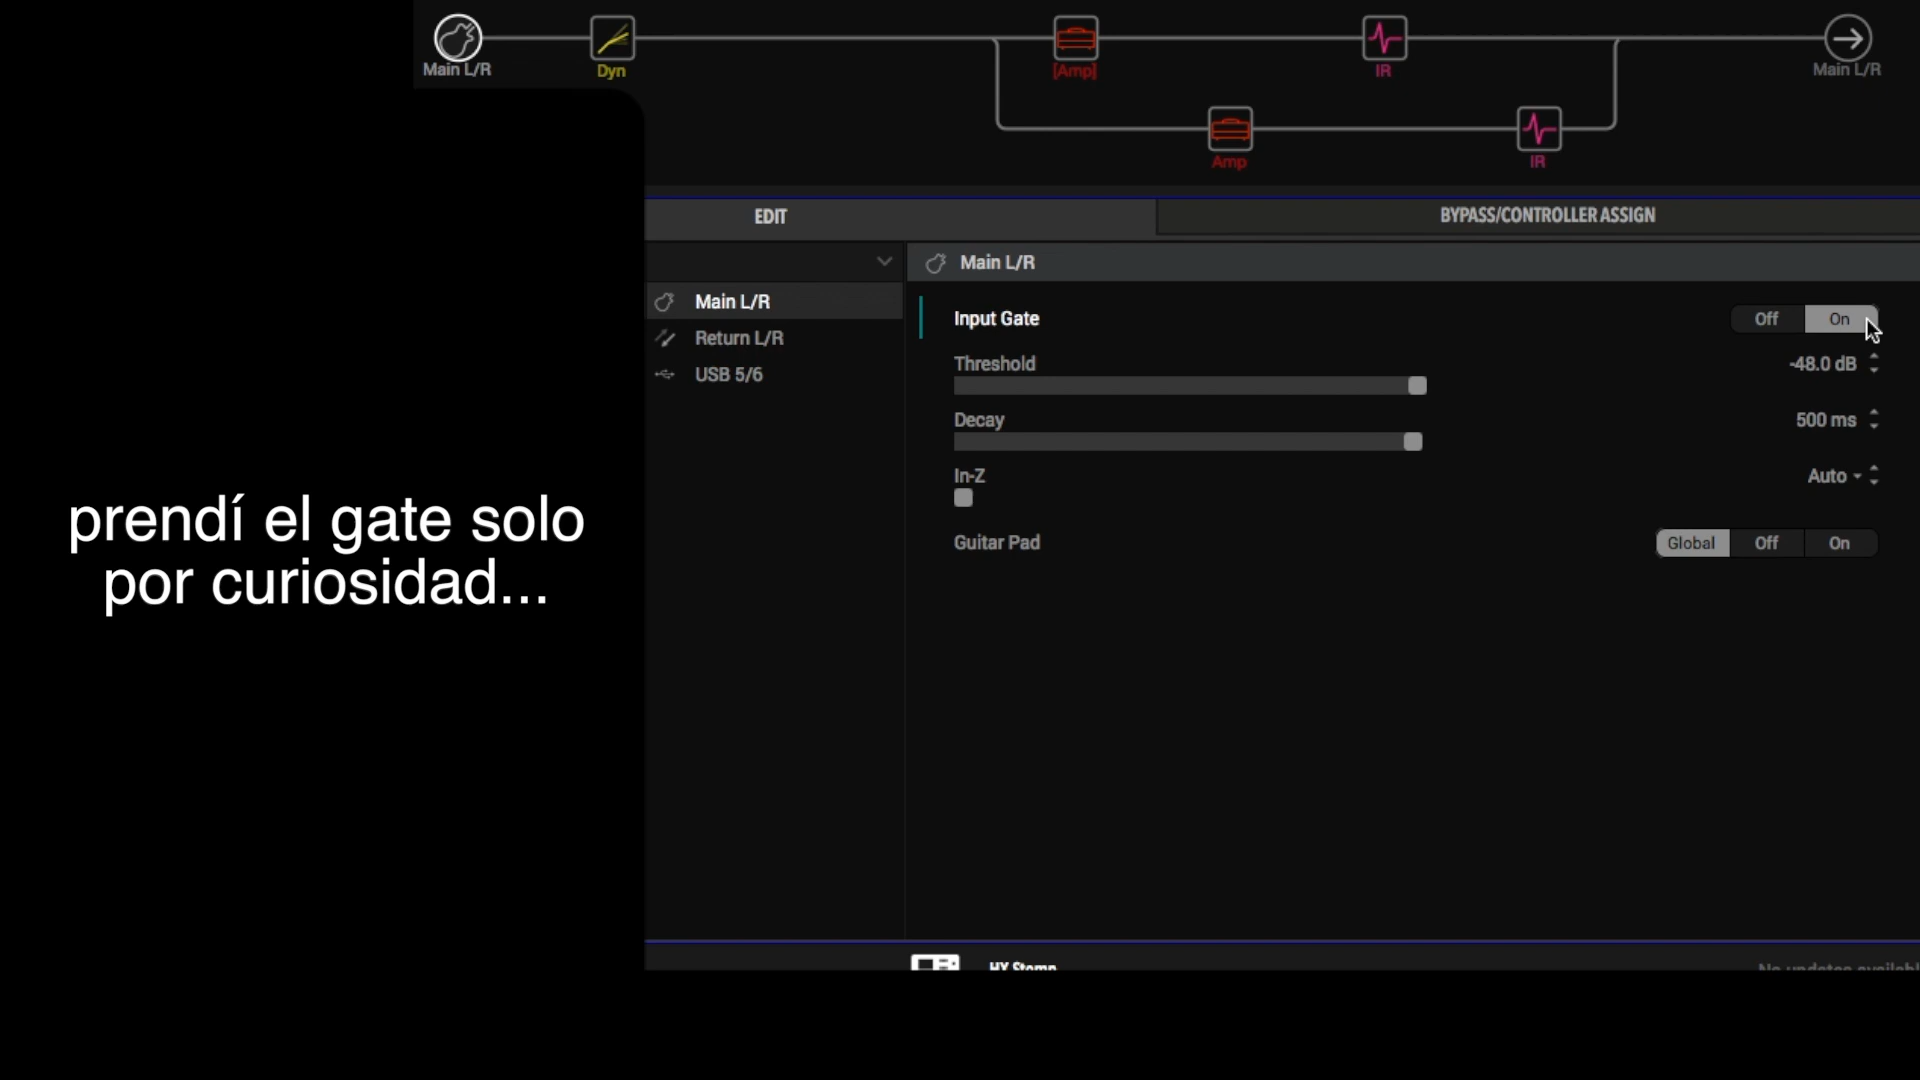 Main L/R
Dyn
[Amp]
IR
Main L/R
Amp
IR
EDIT
BYPASS/CONTROLLER ASSIGN
Main L/R
Main L/R
Return L/R
USB 5/6
Input Gate
Off On
Threshold
-48.0 dB
Decay
500 ms
In-Z
Auto
Guitar Pad
Global Off On
prendí el gate solo
por curiosidad...
HX Stomp
No updates